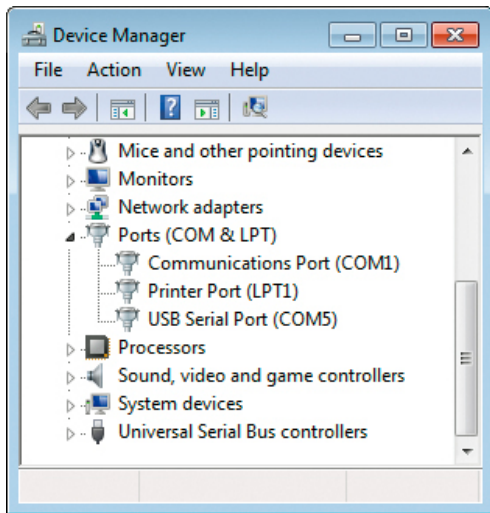 Device Manager
File Action View Help
Mice and other pointing devices
Monitors
Network adapters
Ports (COM & LPT)
Communications Port (COM1)
Printer Port (LPT1)
USB Serial Port (COM5)
Processors
Sound, video and game controllers
System devices
Universal Serial Bus controllers